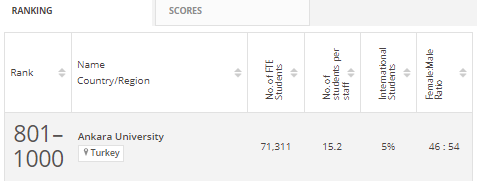 RANKING
SCORES
Rank
Name
Country/Region
No. of FTE
Students
No. of
students per
staff
International
Students
Female:Male
Ratio
801–
1000
Ankara University
Turkey
71,311
15.2
5%
46 : 54